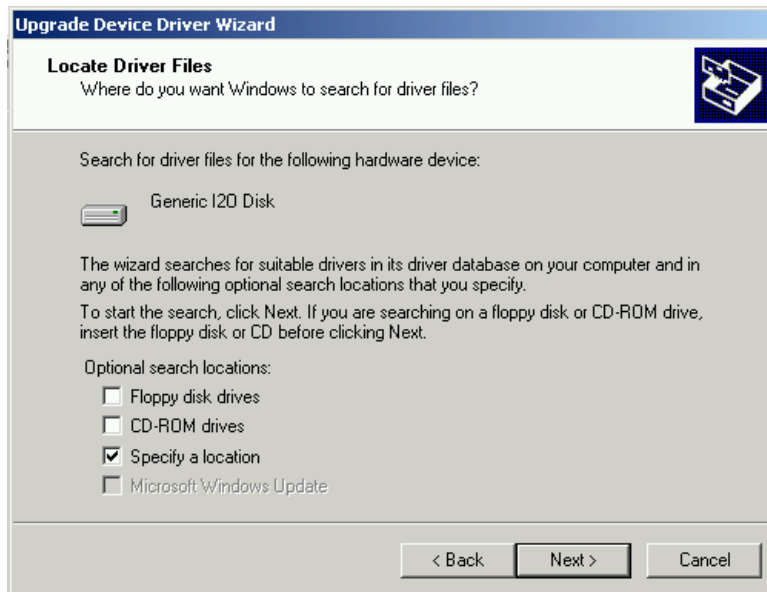 Upgrade Device Driver Wizard
Locate Driver Files
Where do you want Windows to search for driver files?
Search for driver files for the following hardware device:
Generic I2O Disk
The wizard searches for suitable drivers in its driver database on your computer and in
any of the following optional search locations that you specify.
To start the search, click Next. If you are searching on a floppy disk or CD-ROM drive,
insert the floppy disk or CD before clicking Next.
Optional search locations:
Floppy disk drives
CD-ROM drives
Specify a location
Microsoft Windows Update
< Back Next > Cancel